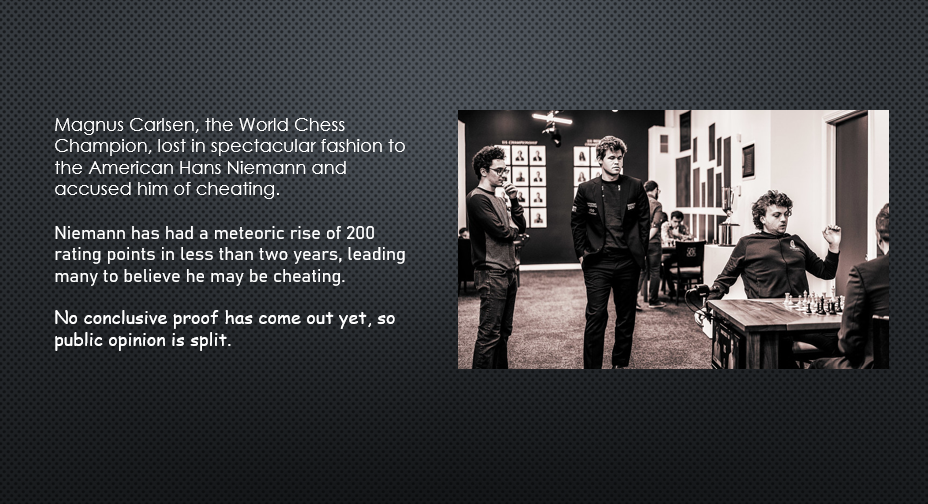 Magnus Carlsen, the World Chess
Champion, lost in spectacular fashion to
the American Hans Niemann and
accused him of cheating.
Niemann has had a meteoric rise of 200
rating points in less than two years, leading
many to believe he may be cheating.
No conclusive proof has come out yet, so
public opinion is split.